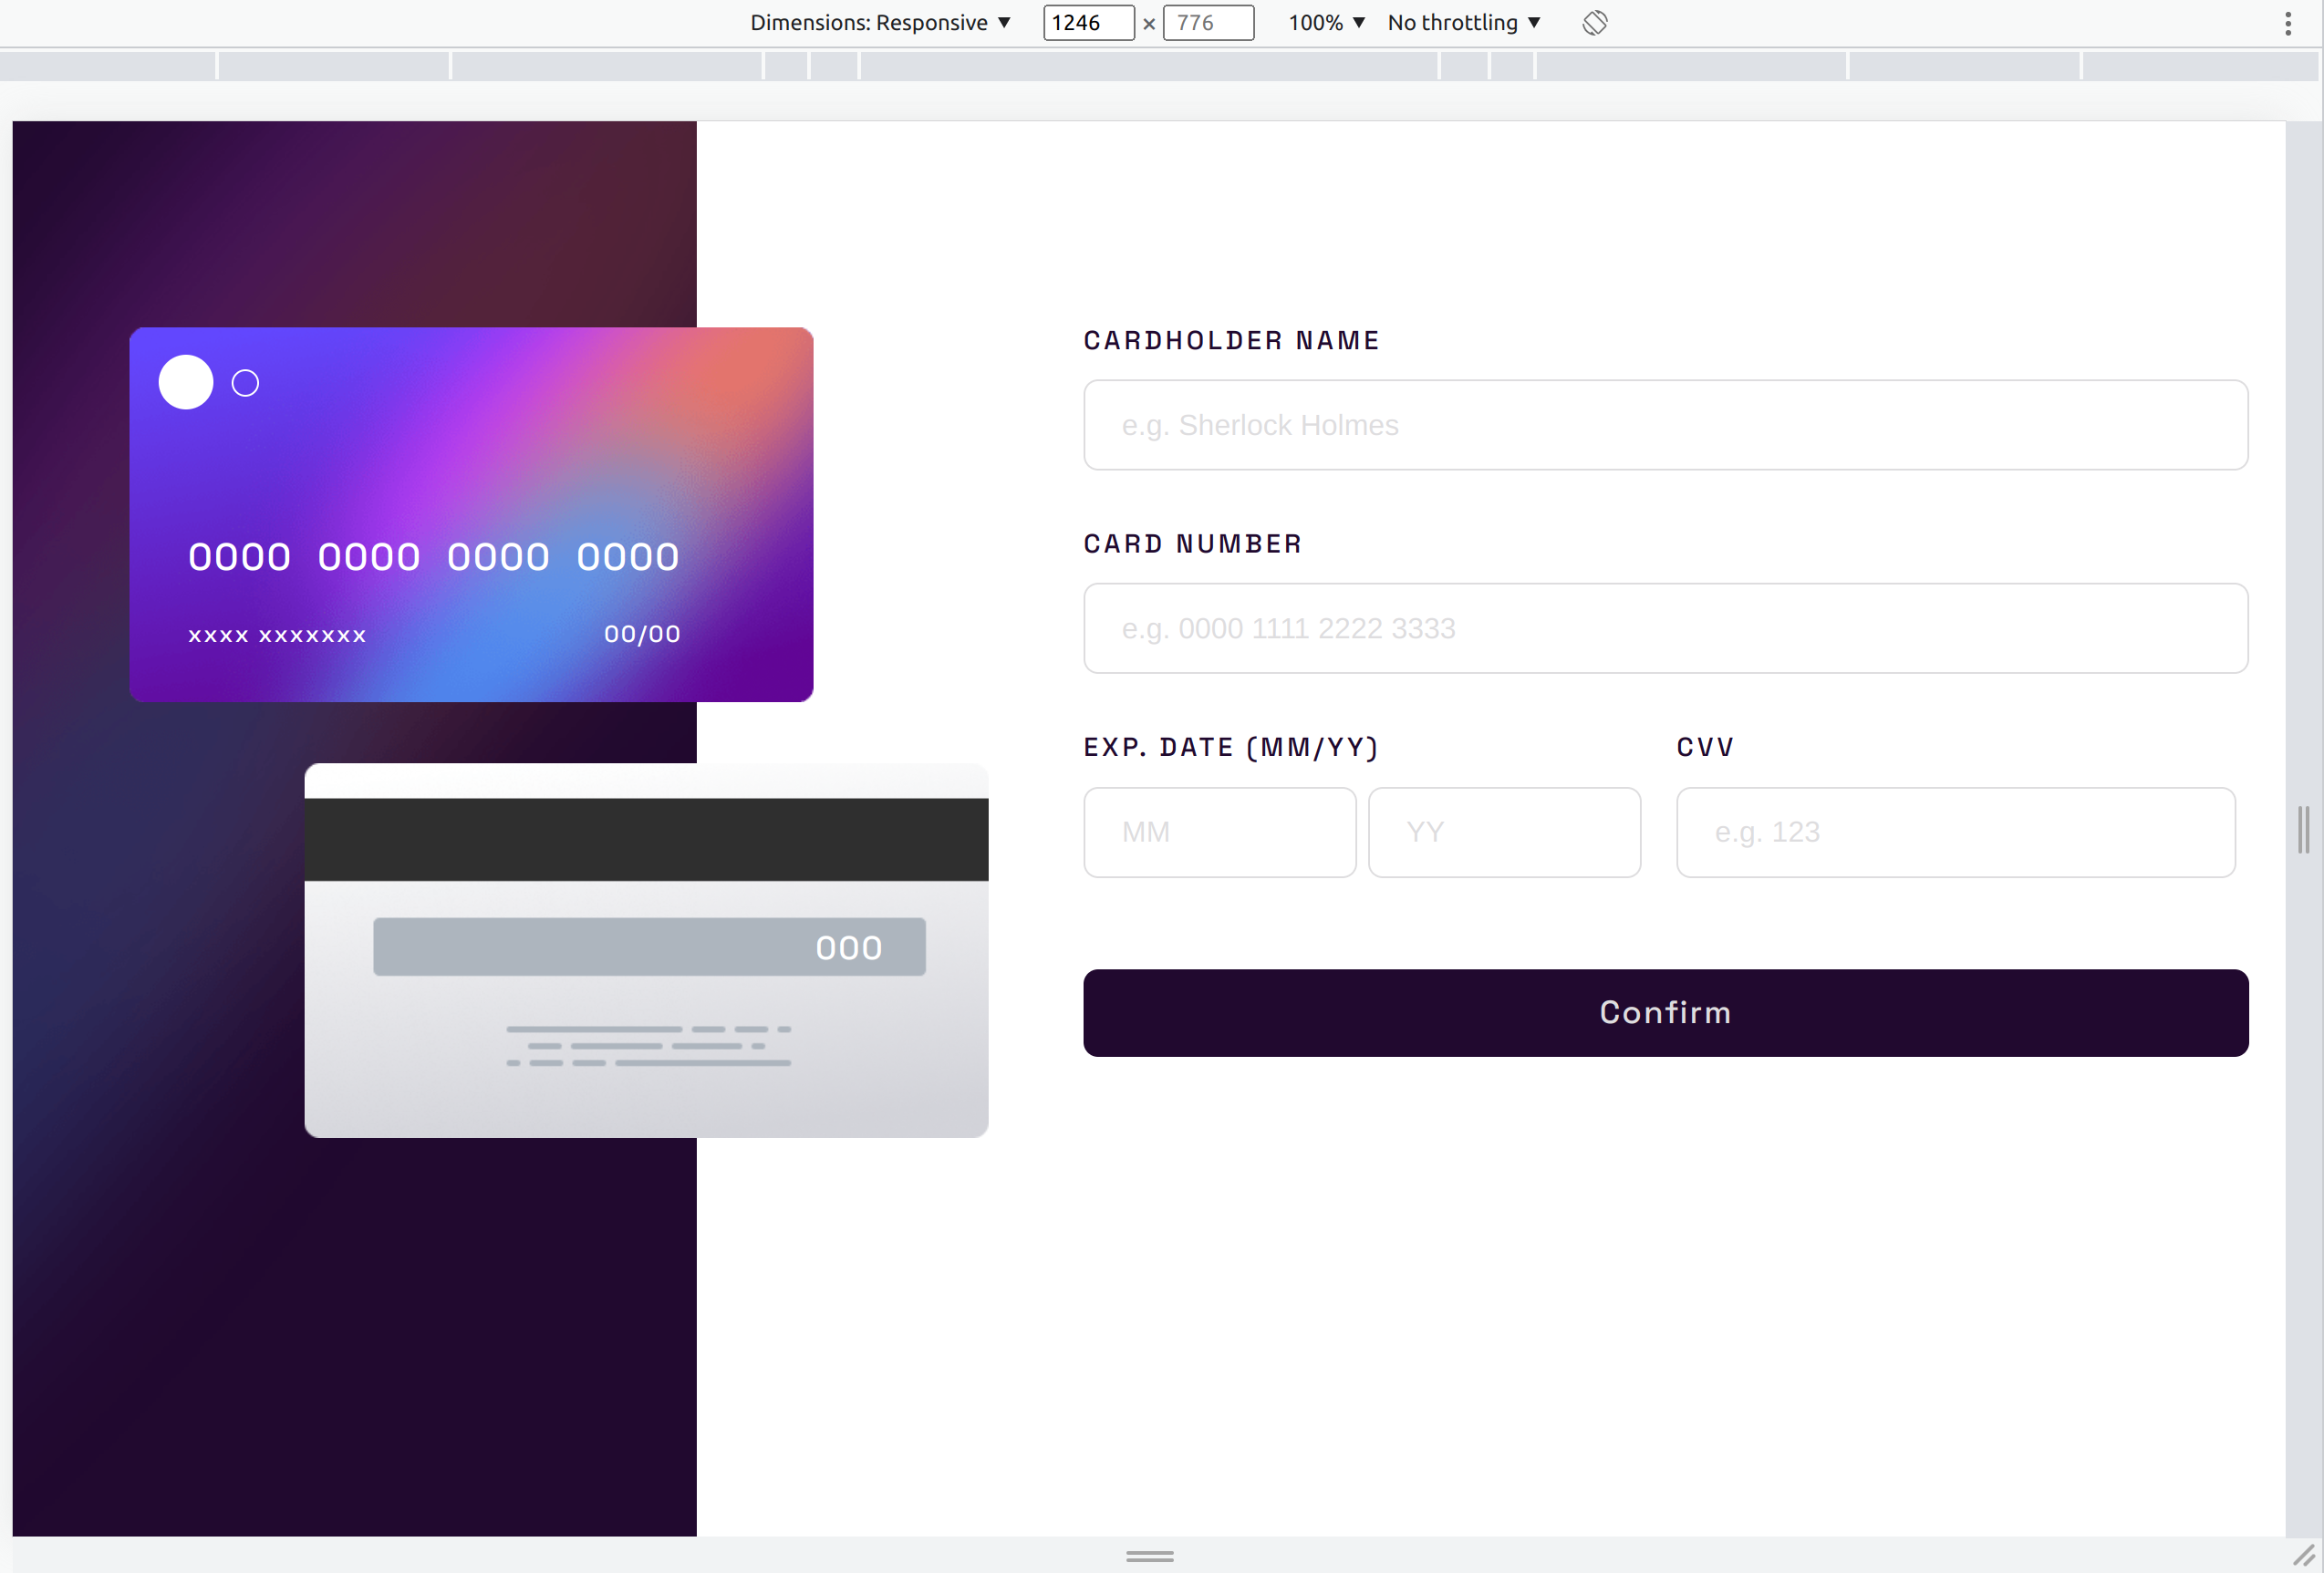 Dimensions: Responsive ▼ 1246 × 776 100% ▼ No throttling ▼
0000 0000 0000 0000
xxxx xxxxxxx 00/00
000
CARDHOLDER NAME
e.g. Sherlock Holmes
CARD NUMBER
e.g. 0000 1111 2222 3333
EXP. DATE (MM/YY) CVV
MM YY e.g. 123
Confirm